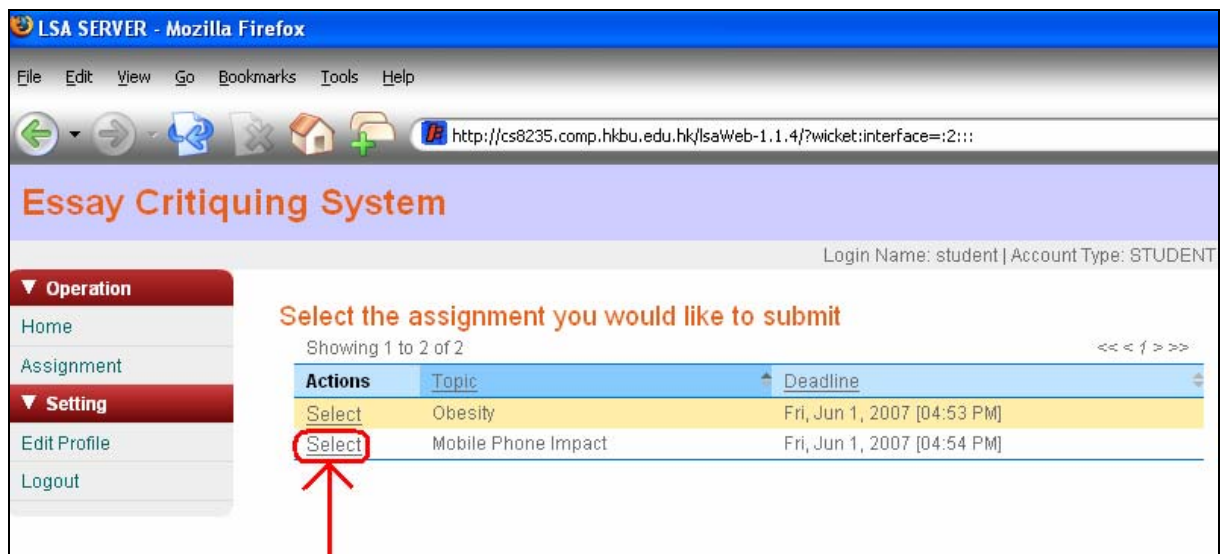 LSA SERVER - Mozilla Firefox
File Edit View Go Bookmarks Tools Help
http://cs8235.comp.hkbu.edu.hk/lsaWeb-1.1.4/?wicket:interface=:2:::
Essay Critiquing System
Login Name: student | Account Type: STUDENT
▼ Operation
Home
Assignment
▼ Setting
Edit Profile
Logout
Select the assignment you would like to submit
Showing 1 to 2 of 2 << < 1 > >>
Actions Topic Deadline
Select Obesity Fri, Jun 1, 2007 [04:53 PM]
Select Mobile Phone Impact Fri, Jun 1, 2007 [04:54 PM]